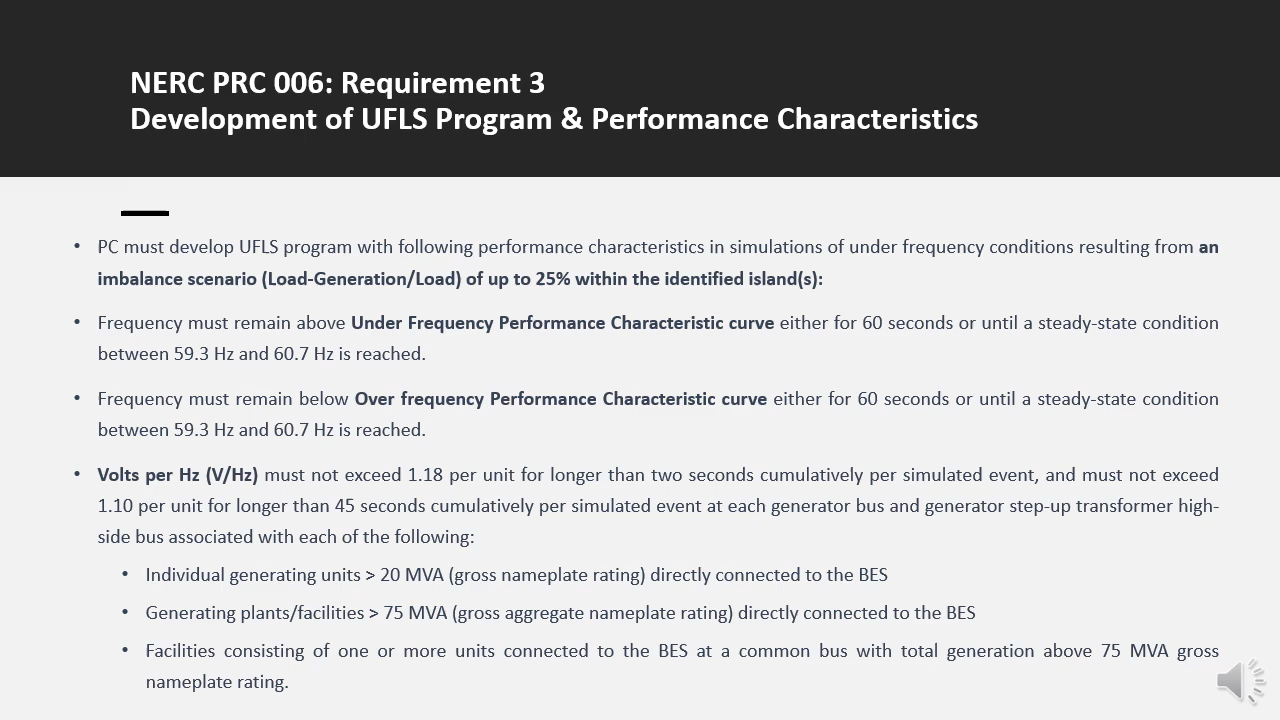 NERC PRC 006: Requirement 3
Development of UFLS Program & Performance Characteristics
• PC must develop UFLS program with following performance characteristics in simulations of under frequency conditions resulting from an
imbalance scenario (Load-Generation/Load) of up to 25% within the identified island(s):
• Frequency must remain above Under Frequency Performance Characteristic curve either for 60 seconds or until a steady-state condition
between 59.3 Hz and 60.7 Hz is reached.
• Frequency must remain below Over frequency Performance Characteristic curve either for 60 seconds or until a steady-state condition
between 59.3 Hz and 60.7 Hz is reached.
• Volts per Hz (V/Hz) must not exceed 1.18 per unit for longer than two seconds cumulatively per simulated event, and must not exceed
1.10 per unit for longer than 45 seconds cumulatively per simulated event at each generator bus and generator step-up transformer high-
side bus associated with each of the following:
• Individual generating units > 20 MVA (gross nameplate rating) directly connected to the BES
• Generating plants/facilities > 75 MVA (gross aggregate nameplate rating) directly connected to the BES
• Facilities consisting of one or more units connected to the BES at a common bus with total generation above 75 MVA gross
nameplate rating.